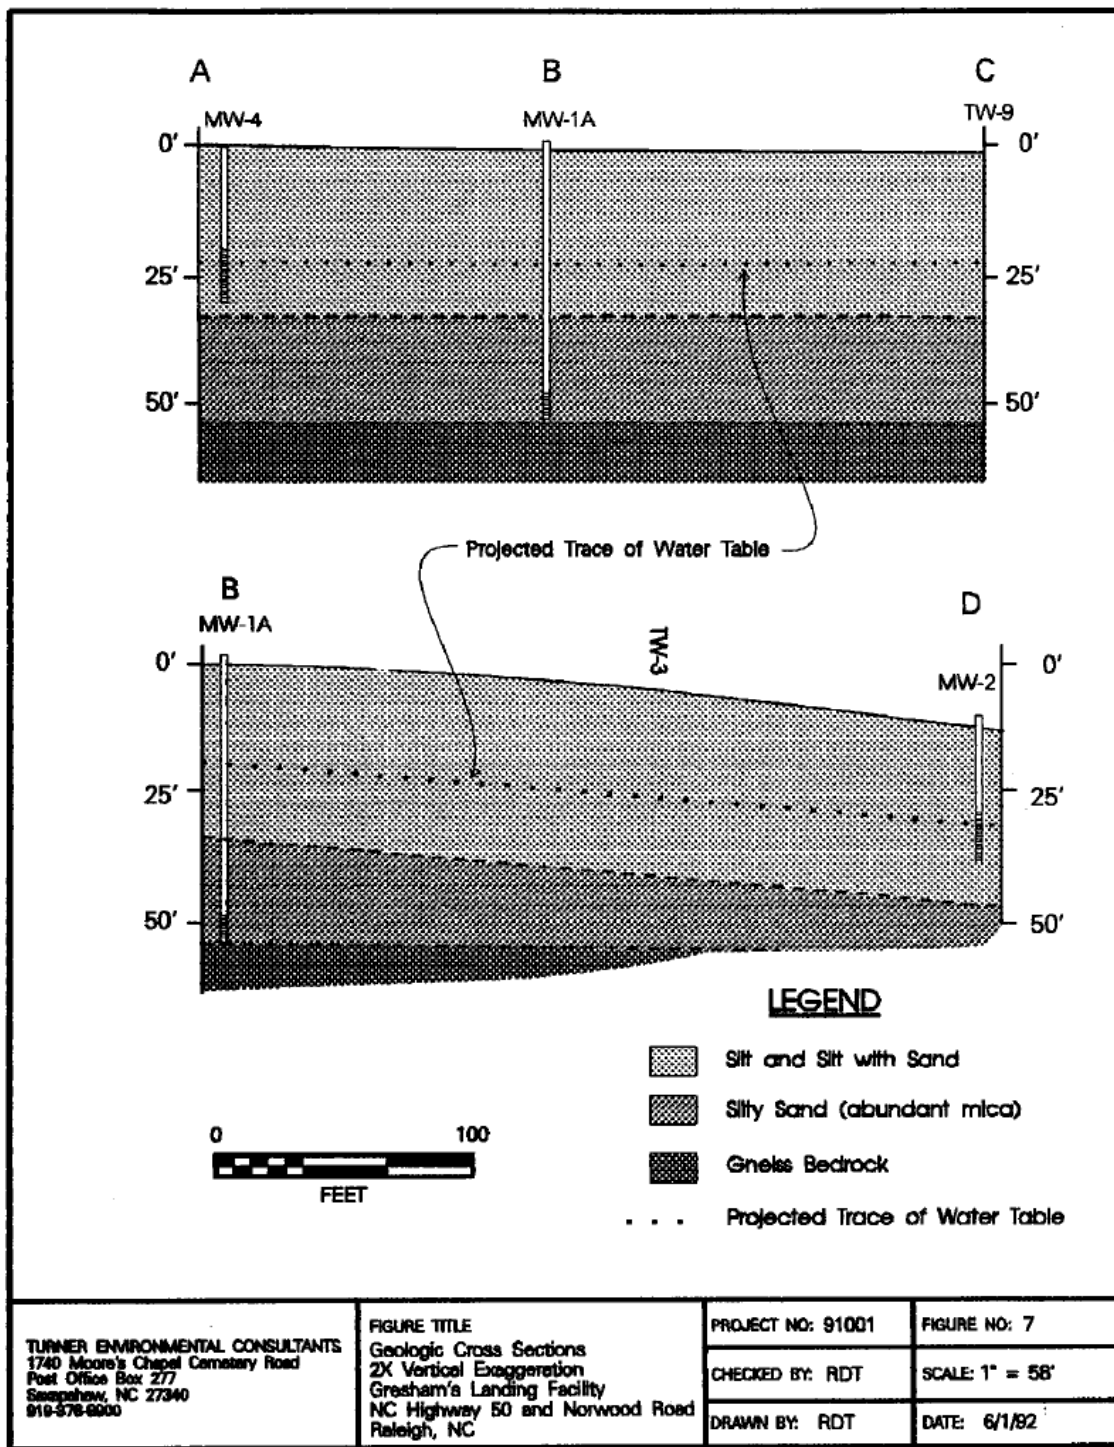 A B C
MW-4 MW-1A TW-9
0' 0'
25' 25'
50' 50'
Projected Trace of Water Table
B D
MW-1A TW-3
MW-2
0' 0'
25' 25'
50' 50'
LEGEND
Silt and Silt with Sand
Silty Sand (abundant mica)
Gneiss Bedrock
. . . Projected Trace of Water Table
0 100
FEET
TURNER ENVIRONMENTAL CONSULTANTS
1740 Moore's Chapel Cemetary Road
Post Office Box 277
Saxapahaw, NC 27340
FIGURE TITLE
Geologic Cross Sections
2X Vertical Exaggeration
Gresham's Landing Facility
NC Highway 50 and Norwood Road
Raleigh, NC
PROJECT NO: 91001
CHECKED BY: RDT
DRAWN BY: RDT
FIGURE NO: 7
SCALE: 1" = 58'
DATE: 6/1/92